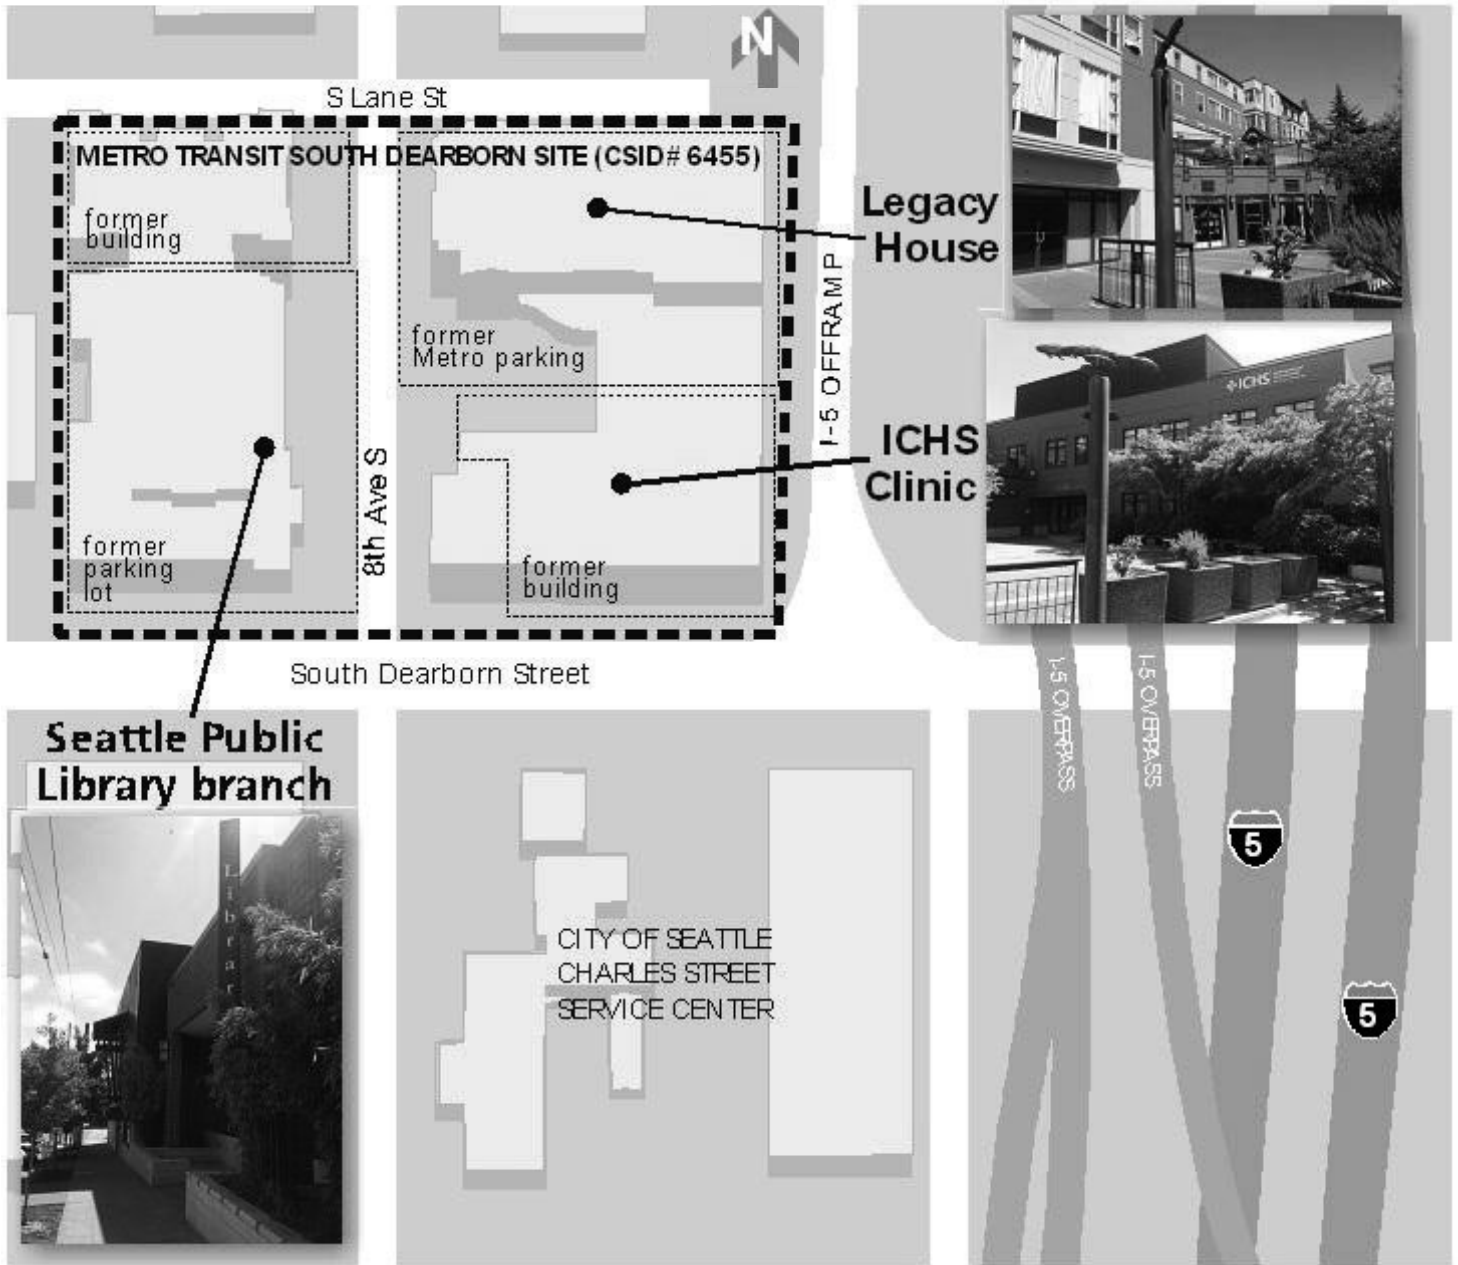 N
S Lane St
METRO TRANSIT SOUTH DEARBORN SITE (CSID# 6455)
former
building
Legacy
House
former
Metro parking
I-5 OFFRAMP
ICHS
ICHS
Clinic
8th Ave S
former
parking
lot
former
building
South Dearborn Street
I-5 OVERPASS
I-5 OVERPASS
Seattle Public
Library branch
Library
5
CITY OF SEATTLE
CHARLES STREET
SERVICE CENTER
5